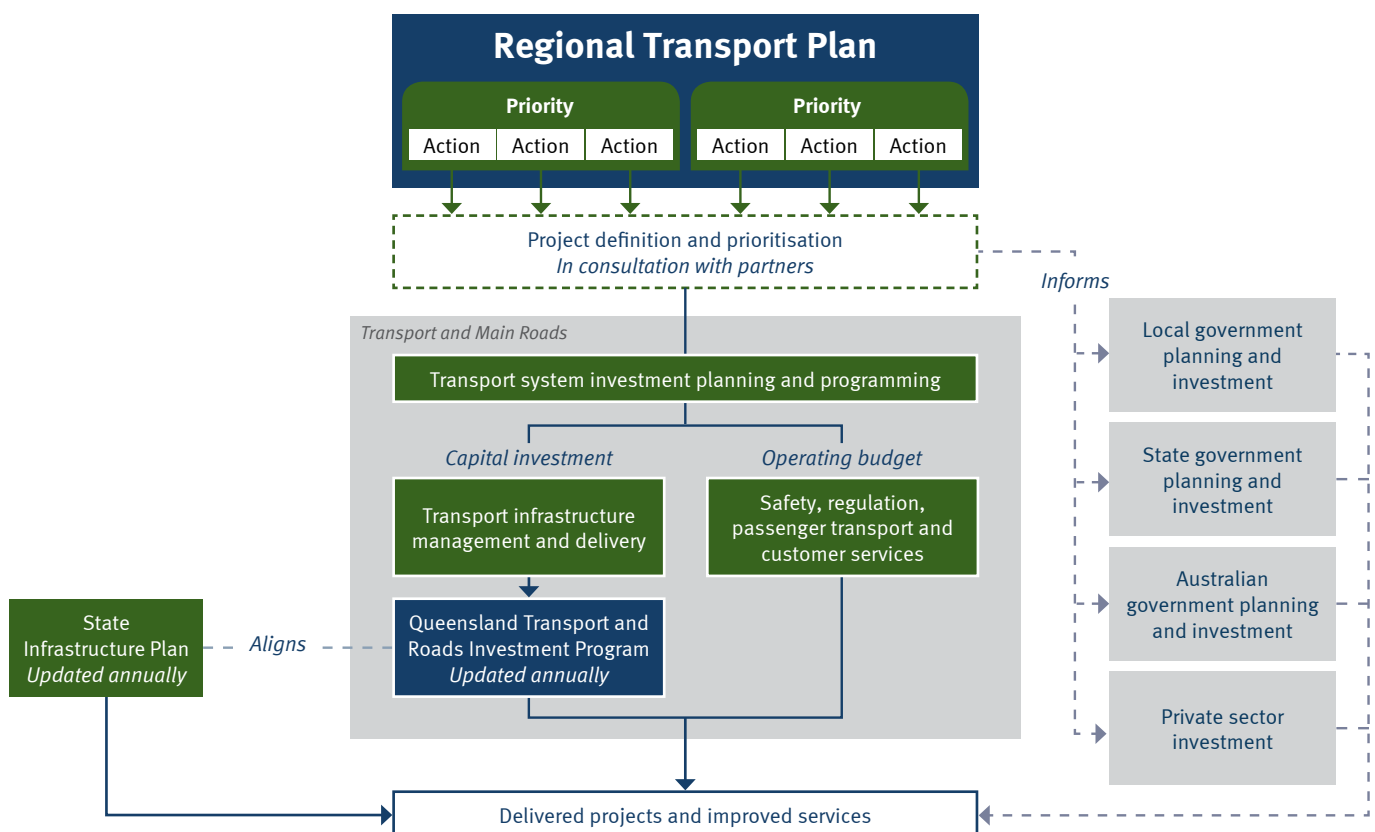 Regional Transport Plan
Priority
Action Action Action
Priority
Action Action Action
Project definition and prioritisation
In consultation with partners
Informs
Transport and Main Roads
Transport system investment planning and programming
Capital investment
Operating budget
Transport infrastructure
management and delivery
Safety, regulation,
passenger transport and
customer services
State
Infrastructure Plan
Updated annually
Aligns
Queensland Transport and
Roads Investment Program
Updated annually
Local government
planning and
investment
State government
planning and
investment
Australian
government planning
and investment
Private sector
investment
Delivered projects and improved services